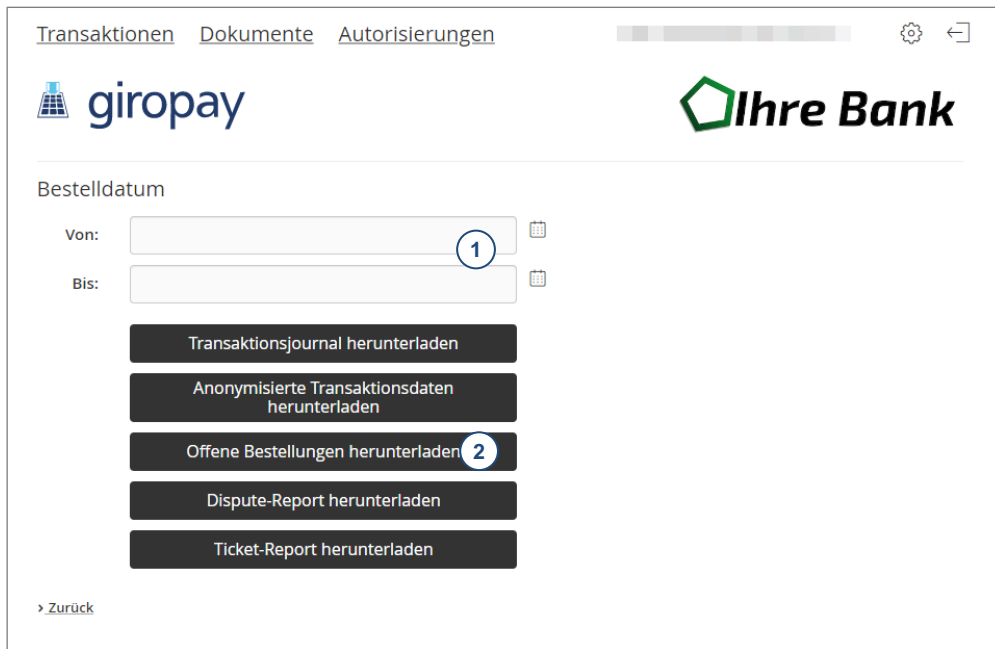 Transaktionen Dokumente Autorisierungen
giropay
Ihre Bank
Bestelldatum
Von:
1
Bis:
Transaktionsjournal herunterladen
Anonymisierte Transaktionsdaten
herunterladen
Offene Bestellungen herunterladen 2
Dispute-Report herunterladen
Ticket-Report herunterladen
› Zurück